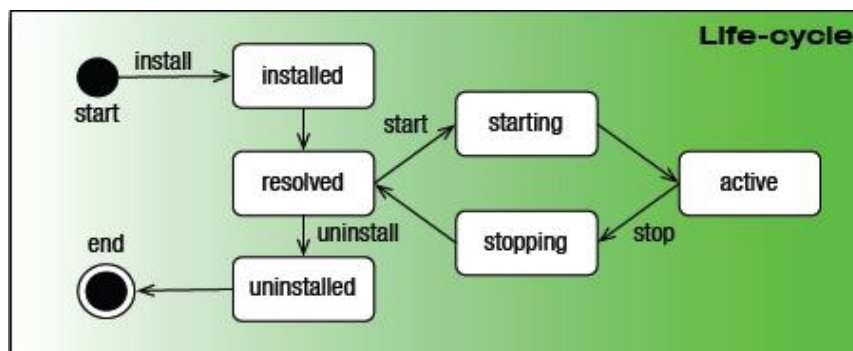 Life-cycle
install
installed
start
start
starting
resolved
active
uninstall
stopping
stop
end
uninstalled